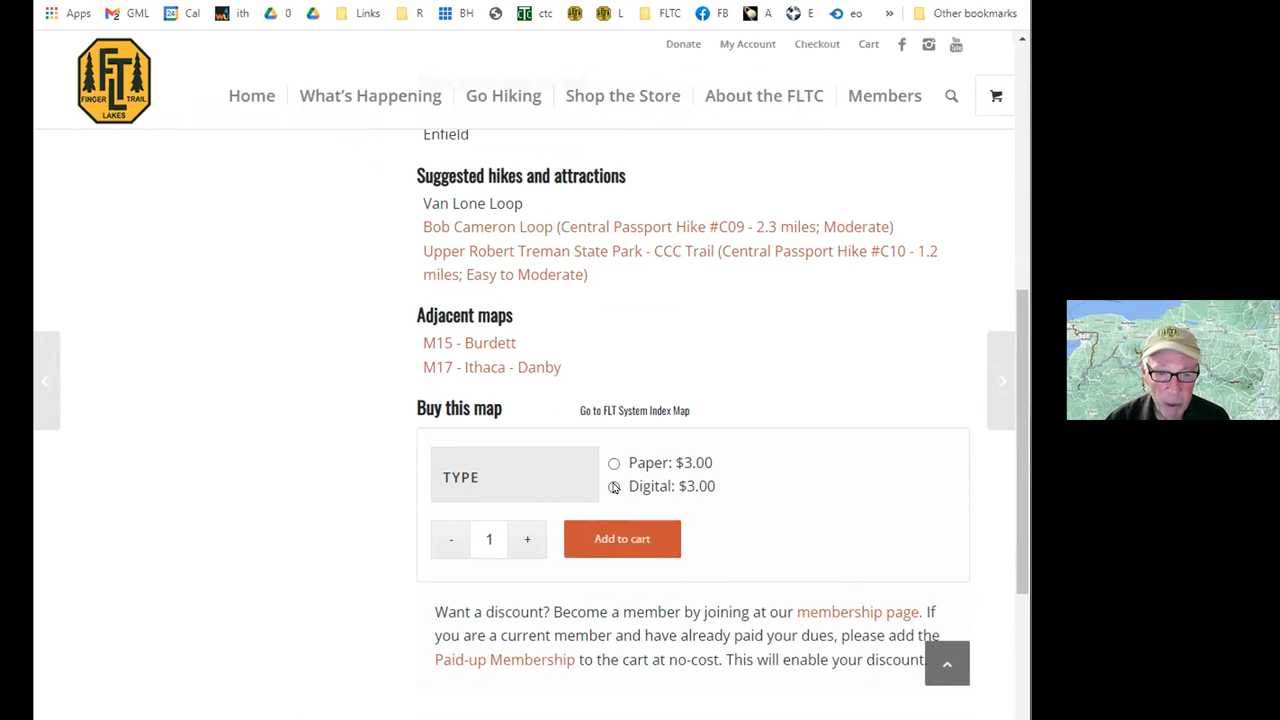 Apps GML Cal ith 0 Links R BH ctc L FLTC FB A E eo » Other bookmarks
Donate My Account Checkout Cart
FLT
FINGER TRAIL
LAKES
Home What's Happening Go Hiking Shop the Store About the FLTC Members
Enfield
Suggested hikes and attractions
Van Lone Loop
Bob Cameron Loop (Central Passport Hike #C09 - 2.3 miles; Moderate)
Upper Robert Treman State Park - CCC Trail (Central Passport Hike #C10 - 1.2
miles; Easy to Moderate)
Adjacent maps
M15 - Burdett
M17 - Ithaca - Danby
Buy this map Go to FLT System Index Map
TYPE
Paper: $3.00
Digital: $3.00
- 1 + Add to cart
Want a discount? Become a member by joining at our membership page. If
you are a current member and have already paid your dues, please add the
Paid-up Membership to the cart at no-cost. This will enable your discount.